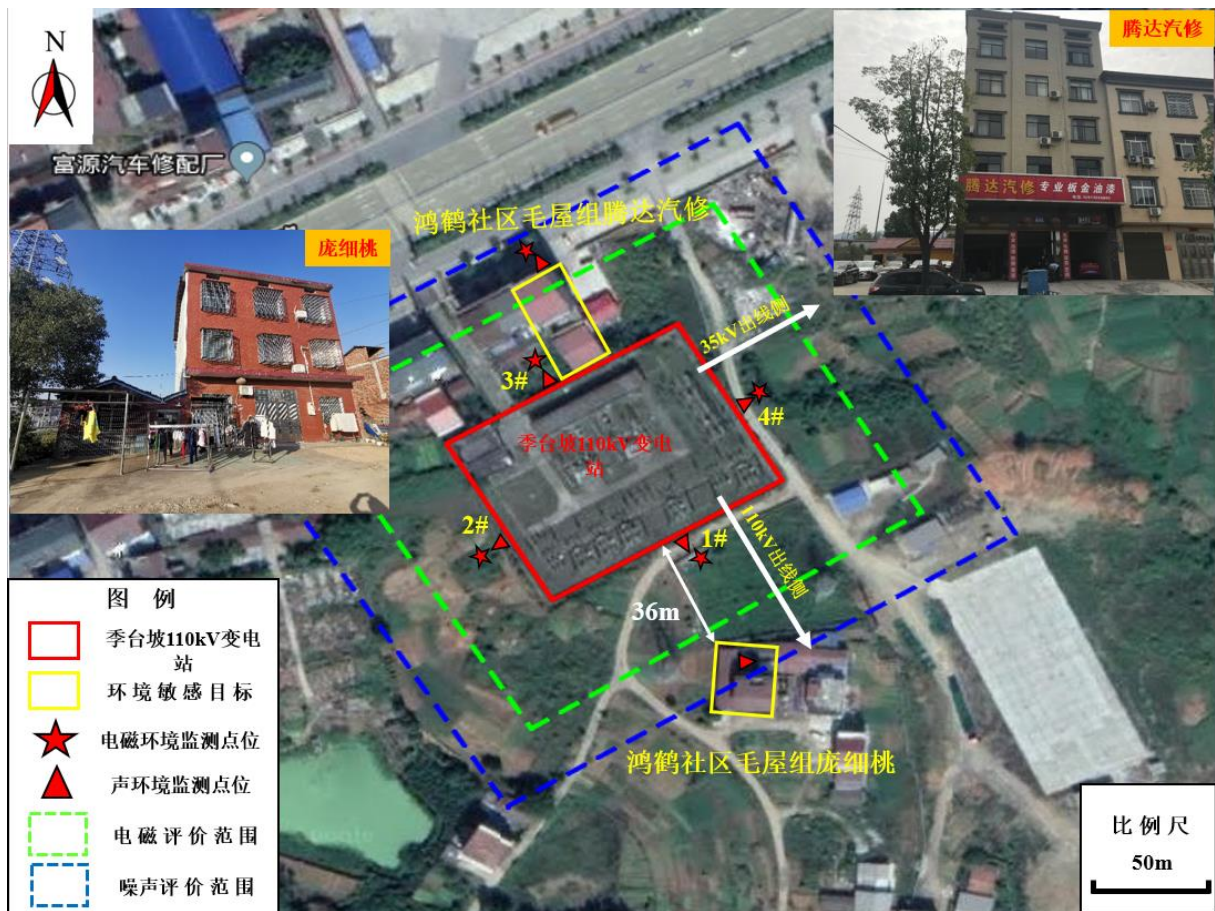 N
富源汽车修配厂
腾达汽修
腾达汽修 专业板金油漆
鸿鹤社区毛屋组腾达汽修
庞细桃
35kV出线侧
3#
4#
季台坡110kV变电
站
2#
1#
110kV出线侧
36m
鸿鹤社区毛屋组庞细桃
图 例
季台坡110kV变电
站
环境敏感目标
电磁环境监测点位
声环境监测点位
电磁评价范围
噪声评价范围
比例尺
50m